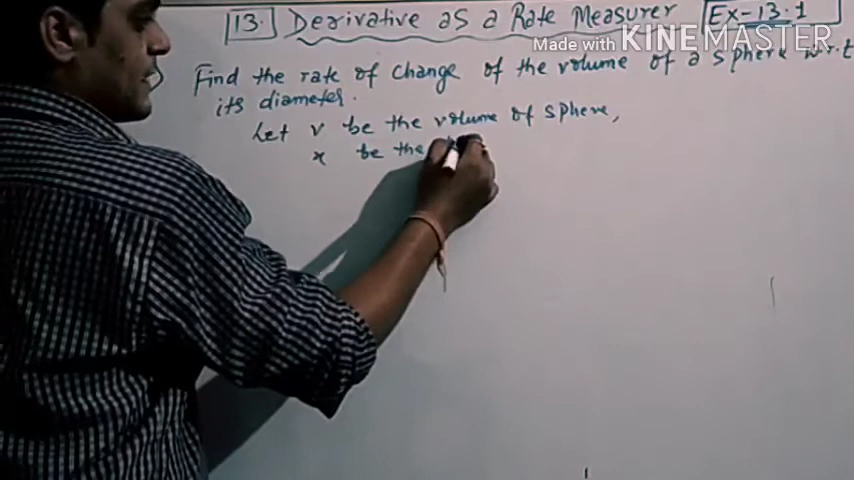 13. Derivative as a Rate Measurer Ex-13.1
Made with KINEMASTER
Find the rate of change of the volume of a sphere w.r.t
its diameter.
Let v be the volume of sphere,
x be the